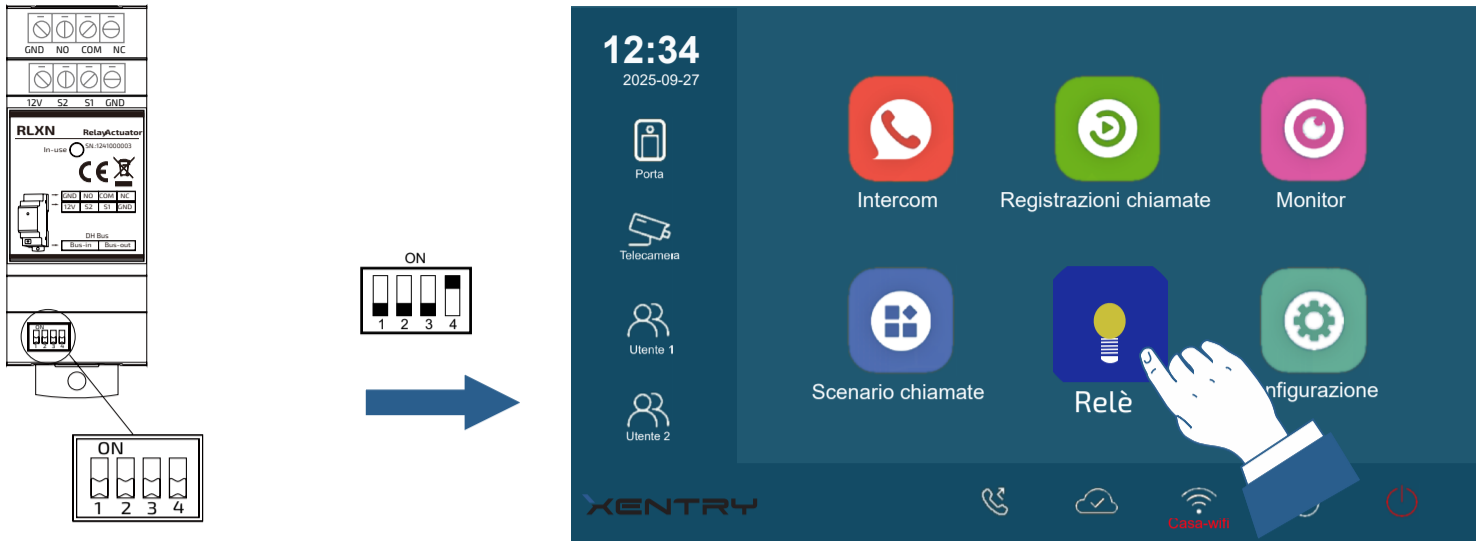 GND NO COM NC
12V S2 S1 GND
RLXN RelayActuator
In-use SN:1241000003
CE
GND NO COM NC
12V S2 S1 GND
DH Bus
Bus-in Bus-out
ON
1 2 3 4
ON
1 2 3 4
ON
1 2 3 4
12:34
2025-09-27
Porta
Telecamera
Utente 1
Utente 2
Intercom
Registrazioni chiamate
Monitor
Scenario chiamate
Relè
nfigurazione
XENTRY
Casa-wifi